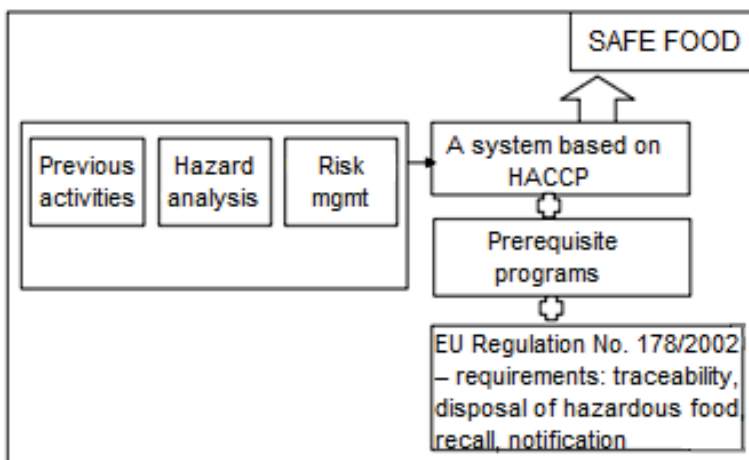 SAFE FOOD
Previous
activities
Hazard
analysis
Risk
mgmt
A system based on
HACCP
Prerequisite
programs
EU Regulation No. 178/2002
– requirements: traceability,
disposal of hazardous food,
recall, notification